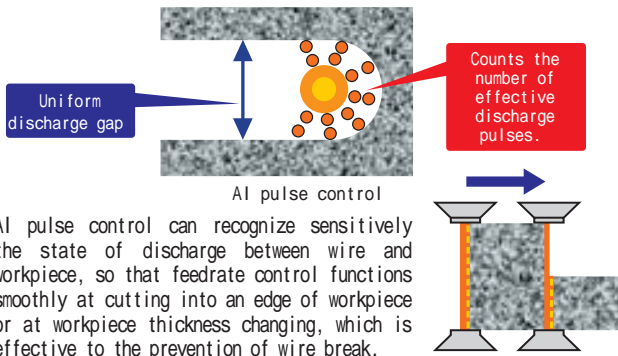 Uniform
discharge gap
Counts the
number of
effective
discharge
pulses.
AI pulse control
AI pulse control can recognize sensitively
the state of discharge between wire and
workpiece, so that feedrate control functions
smoothly at cutting into an edge of workpiece
or at workpiece thickness changing, which is
effective to the prevention of wire break.